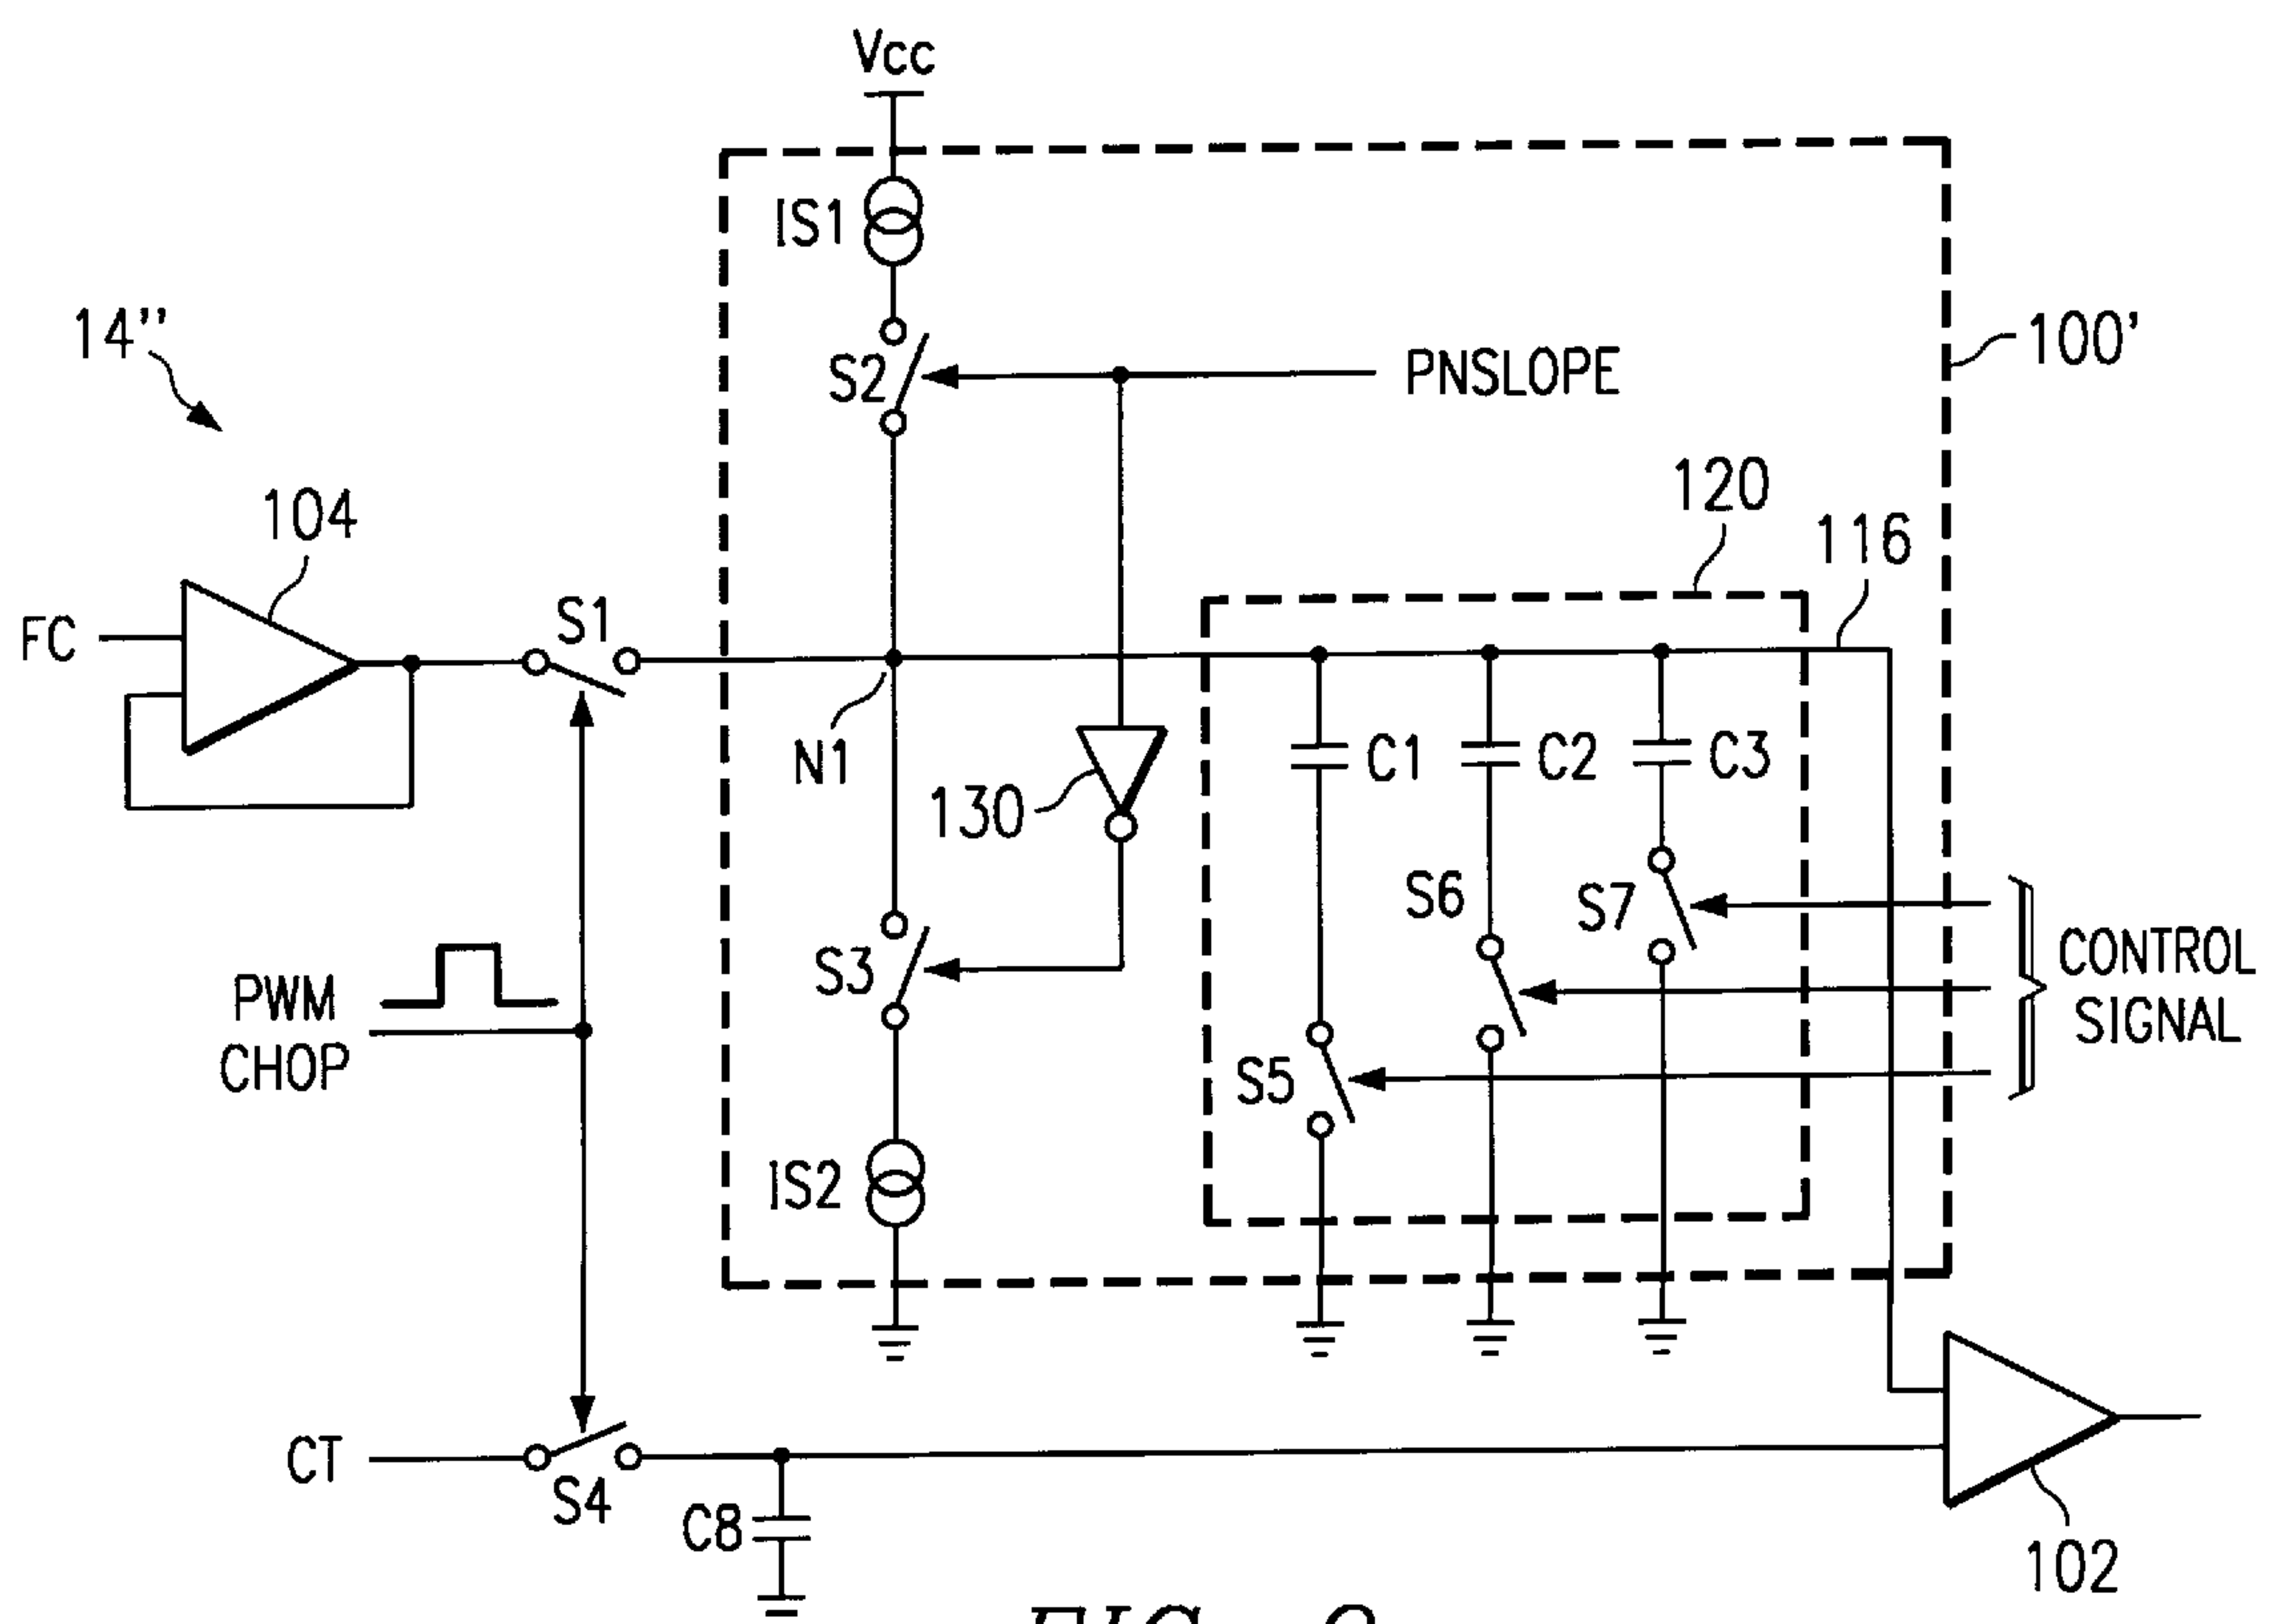 Vcc
IS1
14"
100'
S2
PNSLOPE
120
116
104
S1
FC
N1
C1
C2
C3
130
S6
S7
S3
PWM
CHOP
CONTROL
SIGNAL
S5
IS2
CT
S4
C8
102